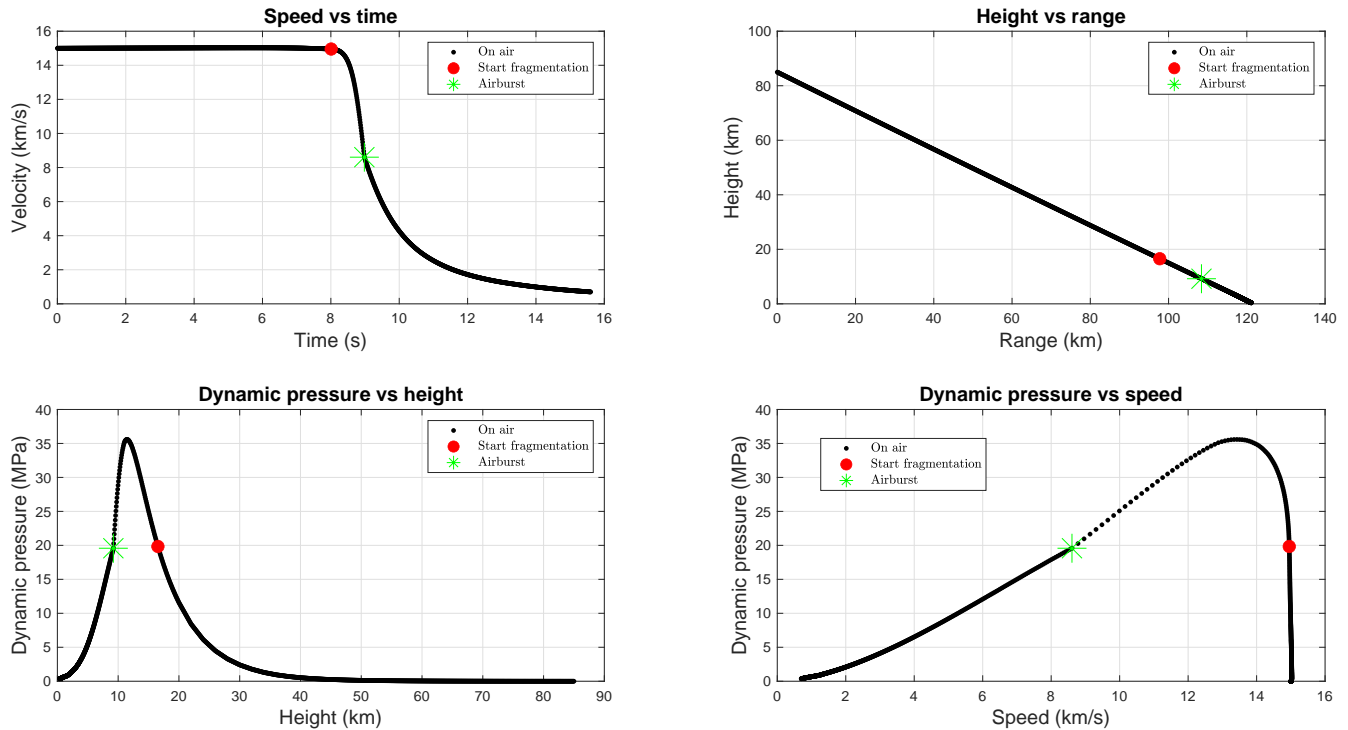 Speed vs time
16
14
12
10
8
6
4
2
0
Velocity (km/s)
On air
Start fragmentation
Airburst
0 2 4 6 8 10 12 14 16
Time (s)
Height vs range
100
80
60
40
20
0
Height (km)
On air
Start fragmentation
Airburst
0 20 40 60 80 100 120 140
Range (km)
Dynamic pressure vs height
40
35
30
25
20
15
10
5
0
Dynamic pressure (MPa)
On air
Start fragmentation
Airburst
0 10 20 30 40 50 60 70 80 90
Height (km)
Dynamic pressure vs speed
40
35
30
25
20
15
10
5
0
Dynamic pressure (MPa)
On air
Start fragmentation
Airburst
0 2 4 6 8 10 12 14 16
Speed (km/s)